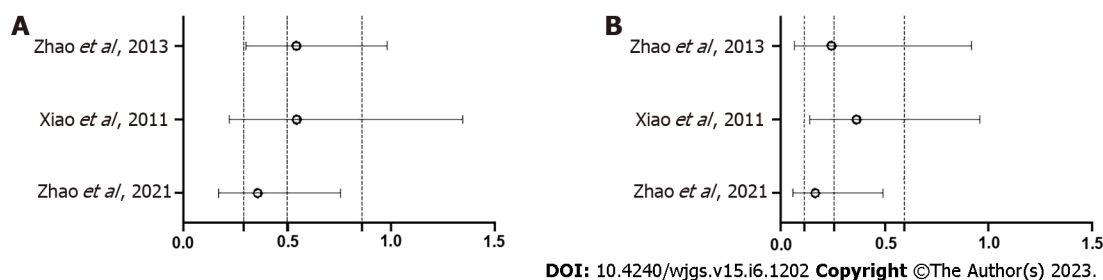 A
Zhao et al, 2013
Xiao et al, 2011
Zhao et al, 2021
0.0 0.5 1.0 1.5
B
Zhao et al, 2013
Xiao et al, 2011
Zhao et al, 2021
0.0 0.5 1.0 1.5
DOI: 10.4240/wjgs.v15.i6.1202 Copyright ©The Author(s) 2023.